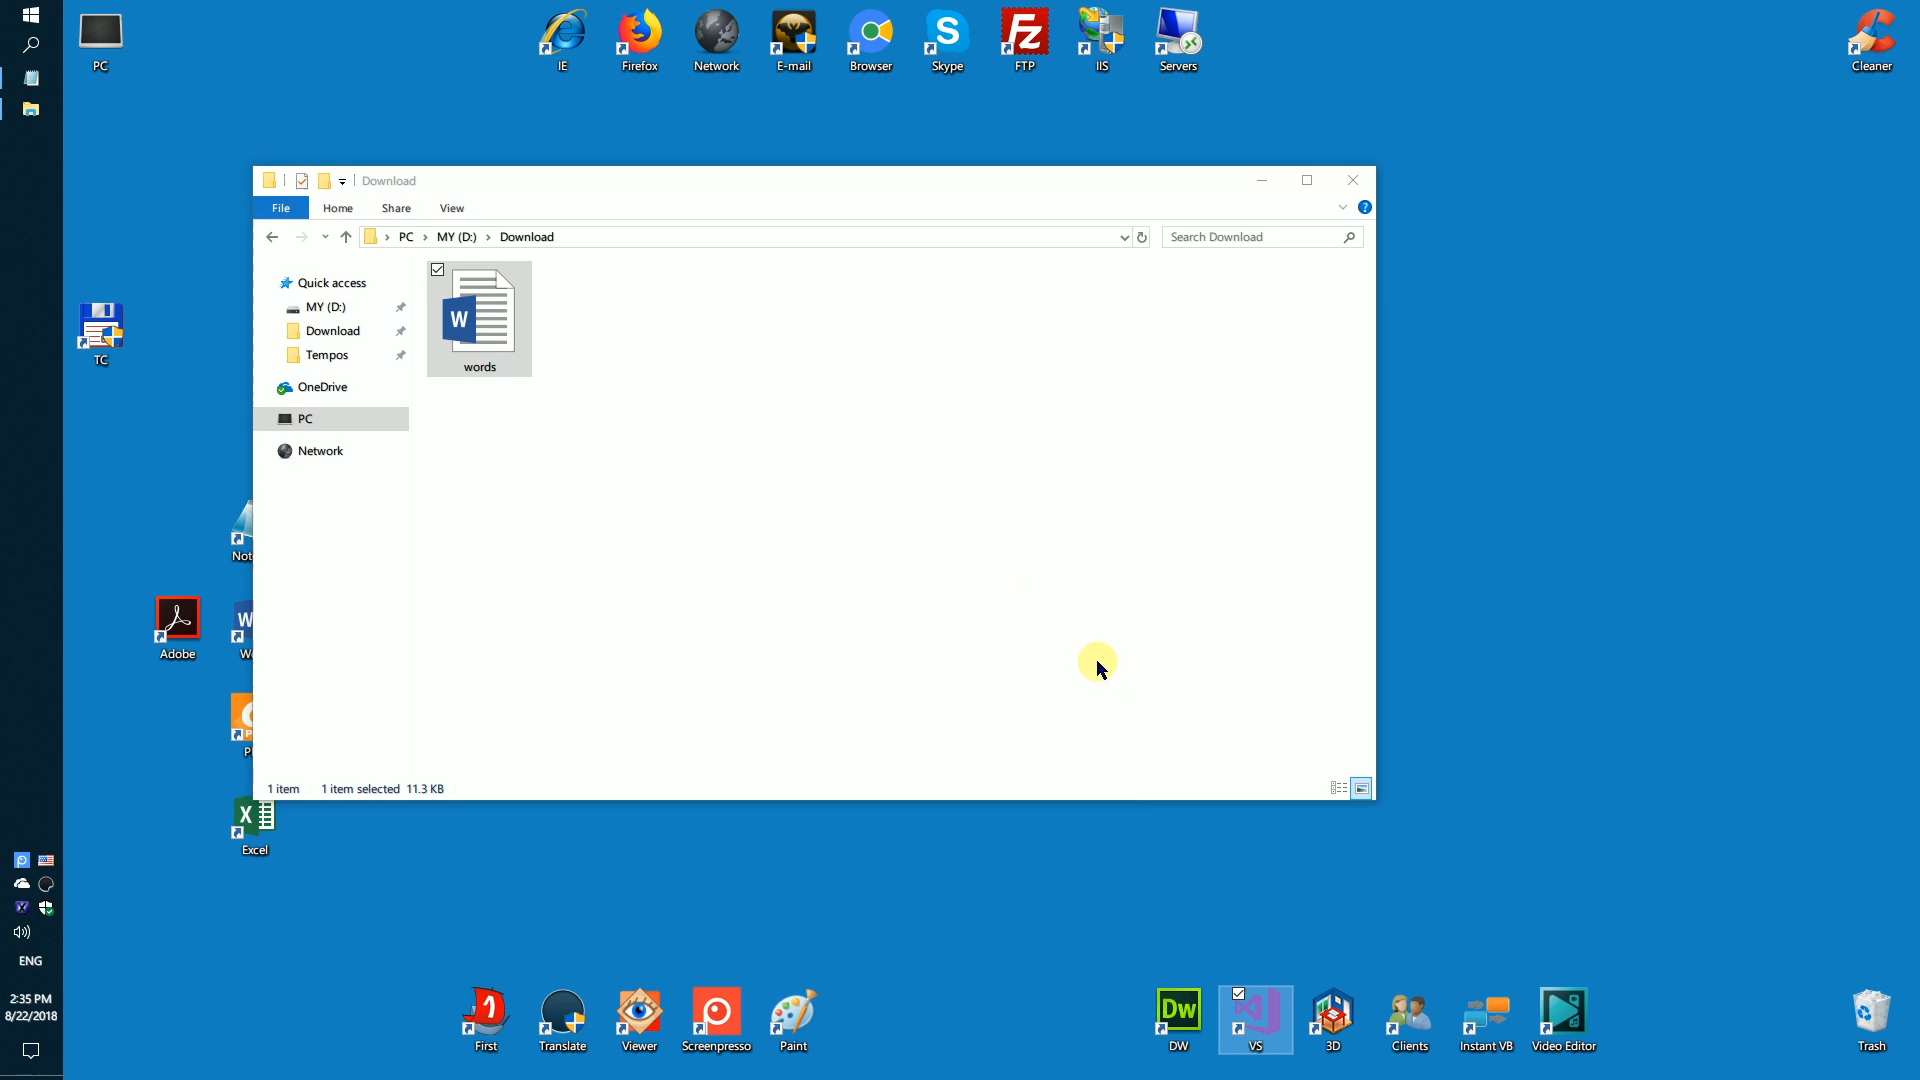 PC
IE
Firefox
Network
E-mail
Browser
Skype
FTP
IIS
Servers
Cleaner
Download
File Home Share View
PC > MY (D:) > Download
Search Download
Quick access
MY (D:)
Download
Tempos
OneDrive
PC
Network
W
words
TC
Not
Adobe
W
P
1 item 1 item selected 11.3 KB
Excel
ENG
2:35 PM
8/22/2018
First
Translate
Viewer
Screenpresso
Paint
Dw
DW
VS
3D
Clients
Instant VB
Video Editor
Trash